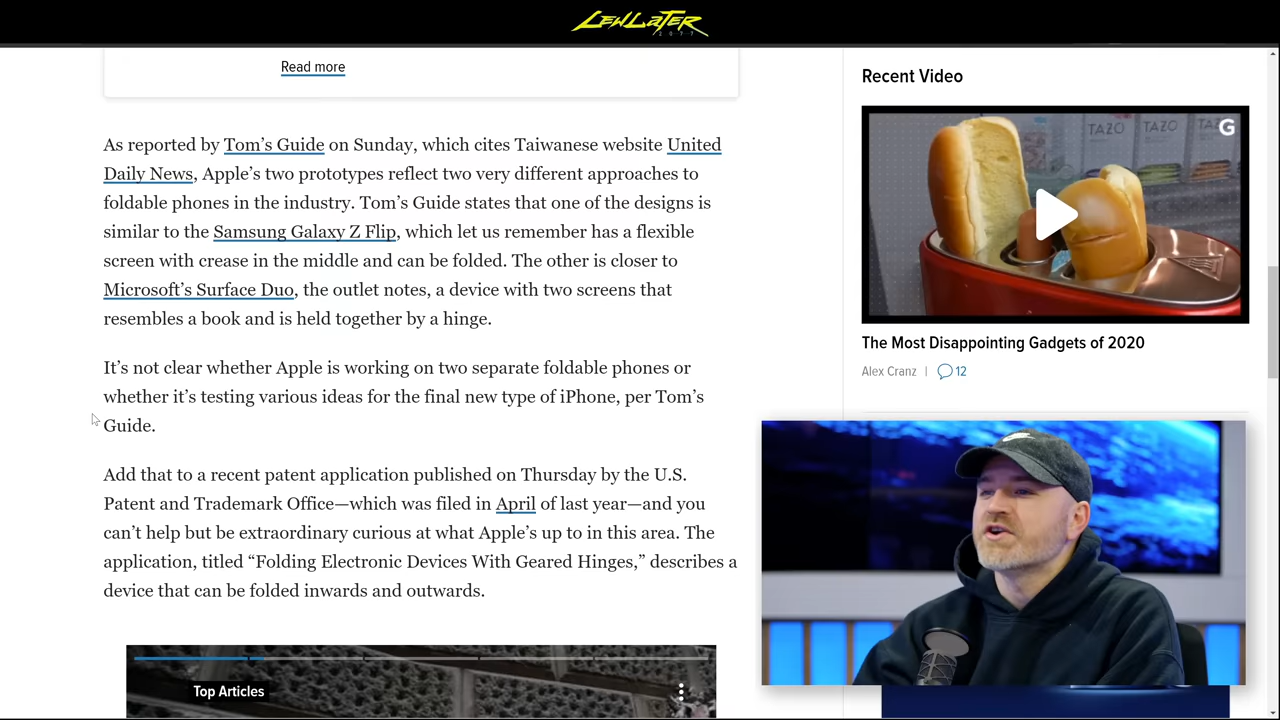 LEWLATER
2077
Read more
As reported by Tom’s Guide on Sunday, which cites Taiwanese website United
Daily News, Apple’s two prototypes reflect two very different approaches to
foldable phones in the industry. Tom’s Guide states that one of the designs is
similar to the Samsung Galaxy Z Flip, which let us remember has a flexible
screen with crease in the middle and can be folded. The other is closer to
Microsoft’s Surface Duo, the outlet notes, a device with two screens that
resembles a book and is held together by a hinge.
It’s not clear whether Apple is working on two separate foldable phones or
whether it’s testing various ideas for the final new type of iPhone, per Tom’s
Guide.
Add that to a recent patent application published on Thursday by the U.S.
Patent and Trademark Office—which was filed in April of last year—and you
can’t help but be extraordinary curious at what Apple’s up to in this area. The
application, titled “Folding Electronic Devices With Geared Hinges,” describes a
device that can be folded inwards and outwards.
Top Articles
Recent Video
TAZO TAZO TAZO
G
The Most Disappointing Gadgets of 2020
Alex Cranz | 12